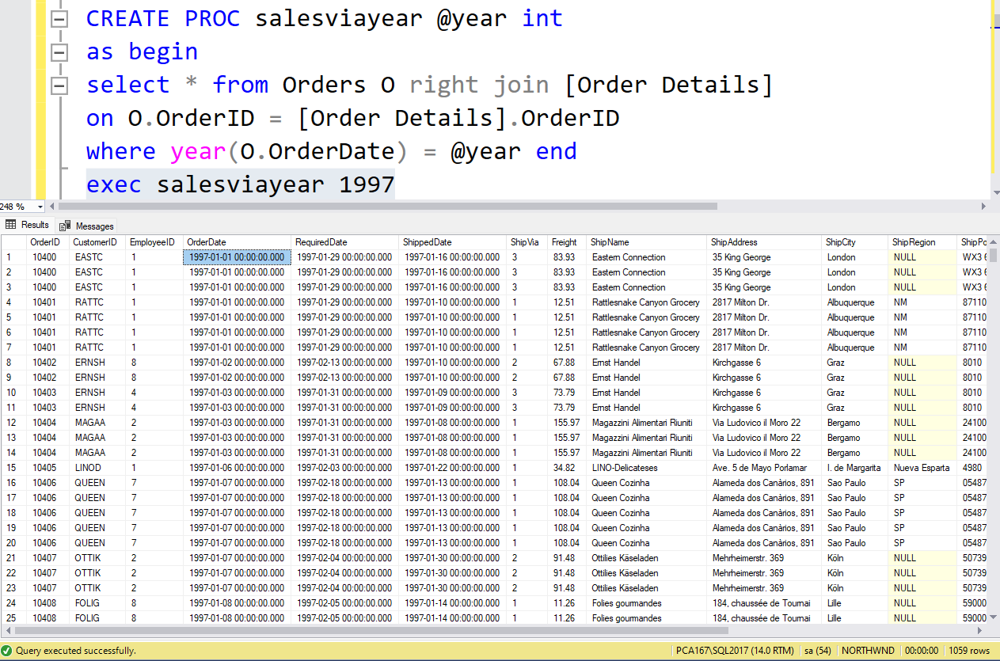 CREATE PROC salesviayear @year int
as begin
select * from Orders O right join [Order Details]
on O.OrderID = [Order Details].OrderID
where year(O.OrderDate) = @year end
exec salesviayear 1997
248 %
Results Messages
OrderID CustomerID EmployeeID OrderDate RequiredDate ShippedDate ShipVia Freight ShipName ShipAddress ShipCity ShipRegion ShipPo
1 10400 EASTC 1 1997-01-01 00:00:00.000 1997-01-29 00:00:00.000 1997-01-16 00:00:00.000 3 83.93 Eastern Connection 35 King George London NULL WX3 6
2 10400 EASTC 1 1997-01-01 00:00:00.000 1997-01-29 00:00:00.000 1997-01-16 00:00:00.000 3 83.93 Eastern Connection 35 King George London NULL WX3 6
3 10400 EASTC 1 1997-01-01 00:00:00.000 1997-01-29 00:00:00.000 1997-01-16 00:00:00.000 3 83.93 Eastern Connection 35 King George London NULL WX3 6
4 10401 RATTC 1 1997-01-01 00:00:00.000 1997-01-29 00:00:00.000 1997-01-10 00:00:00.000 1 12.51 Rattlesnake Canyon Grocery 2817 Milton Dr. Albuquerque NM 87110
5 10401 RATTC 1 1997-01-01 00:00:00.000 1997-01-29 00:00:00.000 1997-01-10 00:00:00.000 1 12.51 Rattlesnake Canyon Grocery 2817 Milton Dr. Albuquerque NM 87110
6 10401 RATTC 1 1997-01-01 00:00:00.000 1997-01-29 00:00:00.000 1997-01-10 00:00:00.000 1 12.51 Rattlesnake Canyon Grocery 2817 Milton Dr. Albuquerque NM 87110
7 10401 RATTC 1 1997-01-01 00:00:00.000 1997-01-29 00:00:00.000 1997-01-10 00:00:00.000 1 12.51 Rattlesnake Canyon Grocery 2817 Milton Dr. Albuquerque NM 87110
8 10402 ERNSH 8 1997-01-02 00:00:00.000 1997-02-13 00:00:00.000 1997-01-10 00:00:00.000 2 67.88 Ernst Handel Kirchgasse 6 Graz NULL 8010
9 10402 ERNSH 8 1997-01-02 00:00:00.000 1997-02-13 00:00:00.000 1997-01-10 00:00:00.000 2 67.88 Ernst Handel Kirchgasse 6 Graz NULL 8010
10 10403 ERNSH 4 1997-01-03 00:00:00.000 1997-01-31 00:00:00.000 1997-01-09 00:00:00.000 3 73.79 Ernst Handel Kirchgasse 6 Graz NULL 8010
11 10403 ERNSH 4 1997-01-03 00:00:00.000 1997-01-31 00:00:00.000 1997-01-09 00:00:00.000 3 73.79 Ernst Handel Kirchgasse 6 Graz NULL 8010
12 10404 MAGAA 2 1997-01-03 00:00:00.000 1997-01-31 00:00:00.000 1997-01-08 00:00:00.000 1 155.97 Magazzini Alimentari Riuniti Via Ludovico il Moro 22 Bergamo NULL 24100
13 10404 MAGAA 2 1997-01-03 00:00:00.000 1997-01-31 00:00:00.000 1997-01-08 00:00:00.000 1 155.97 Magazzini Alimentari Riuniti Via Ludovico il Moro 22 Bergamo NULL 24100
14 10404 MAGAA 2 1997-01-03 00:00:00.000 1997-01-31 00:00:00.000 1997-01-08 00:00:00.000 1 155.97 Magazzini Alimentari Riuniti Via Ludovico il Moro 22 Bergamo NULL 24100
15 10405 LINOD 1 1997-01-06 00:00:00.000 1997-02-03 00:00:00.000 1997-01-22 00:00:00.000 1 34.82 LINO-Delicateses Ave. 5 de Mayo Porlamar I. de Margarita Nueva Esparta 4980
16 10406 QUEEN 7 1997-01-07 00:00:00.000 1997-02-18 00:00:00.000 1997-01-13 00:00:00.000 1 108.04 Queen Cozinha Alameda dos Canàrios, 891 Sao Paulo SP 05487
17 10406 QUEEN 7 1997-01-07 00:00:00.000 1997-02-18 00:00:00.000 1997-01-13 00:00:00.000 1 108.04 Queen Cozinha Alameda dos Canàrios, 891 Sao Paulo SP 05487
18 10406 QUEEN 7 1997-01-07 00:00:00.000 1997-02-18 00:00:00.000 1997-01-13 00:00:00.000 1 108.04 Queen Cozinha Alameda dos Canàrios, 891 Sao Paulo SP 05487
19 10406 QUEEN 7 1997-01-07 00:00:00.000 1997-02-18 00:00:00.000 1997-01-13 00:00:00.000 1 108.04 Queen Cozinha Alameda dos Canàrios, 891 Sao Paulo SP 05487
20 10406 QUEEN 7 1997-01-07 00:00:00.000 1997-02-18 00:00:00.000 1997-01-13 00:00:00.000 1 108.04 Queen Cozinha Alameda dos Canàrios, 891 Sao Paulo SP 05487
21 10407 OTTIK 2 1997-01-07 00:00:00.000 1997-02-04 00:00:00.000 1997-01-30 00:00:00.000 2 91.48 Ottilies Käseladen Mehrheimerstr. 369 Köln NULL 50739
22 10407 OTTIK 2 1997-01-07 00:00:00.000 1997-02-04 00:00:00.000 1997-01-30 00:00:00.000 2 91.48 Ottilies Käseladen Mehrheimerstr. 369 Köln NULL 50739
23 10407 OTTIK 2 1997-01-07 00:00:00.000 1997-02-04 00:00:00.000 1997-01-30 00:00:00.000 2 91.48 Ottilies Käseladen Mehrheimerstr. 369 Köln NULL 50739
24 10408 FOLIG 8 1997-01-08 00:00:00.000 1997-02-05 00:00:00.000 1997-01-14 00:00:00.000 1 11.26 Folies gourmandes 184, chaussée de Tournai Lille NULL 59000
25 10408 FOLIG 8 1997-01-08 00:00:00.000 1997-02-05 00:00:00.000 1997-01-14 00:00:00.000 1 11.26 Folies gourmandes 184, chaussée de Tournai Lille NULL 59000
Query executed successfully. PCA167\SQL2017 (14.0 RTM) sa (54) NORTHWND 00:00:00 1059 rows